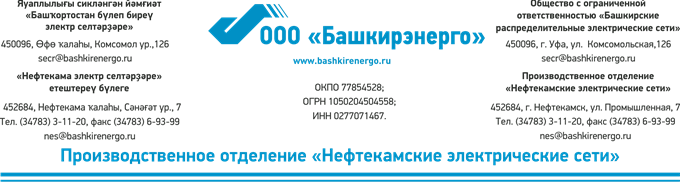 Яуаплылығы сикләнгән йәмғиәт
«Башҡортостан бүлеп биреү
электр селтәрҙәре»
450096, Өфө ҡалаһы, Комсомол ур.,126
secr@bashkirenergo.ru
«Нефтекама электр селтәрҙәре»
етештереү бүлеге
452684, Нефтекама ҡалаһы, Сәнәғәт ур., 7
Тел. (34783) 3-11-20, факс (34783) 6-93-99
nes@bashkirenergo.ru
ООО «Башкирэнерго»
www.bashkirenergo.ru
ОКПО 77854528;
ОГРН 1050204504558;
ИНН 0277071467.
Общество с ограниченной
ответственностью «Башкирские
распределительные электрические сети»
450096, г. Уфа, ул. Комсомольская,126
secr@bashkirenergo.ru
Производственное отделение
«Нефтекамские электрические сети»
452684, г. Нефтекамск, ул. Промышленная, 7
Тел. (34783) 3-11-20, факс (34783) 6-93-99
nes@bashkirenergo.ru
Производственное отделение «Нефтекамские электрические сети»